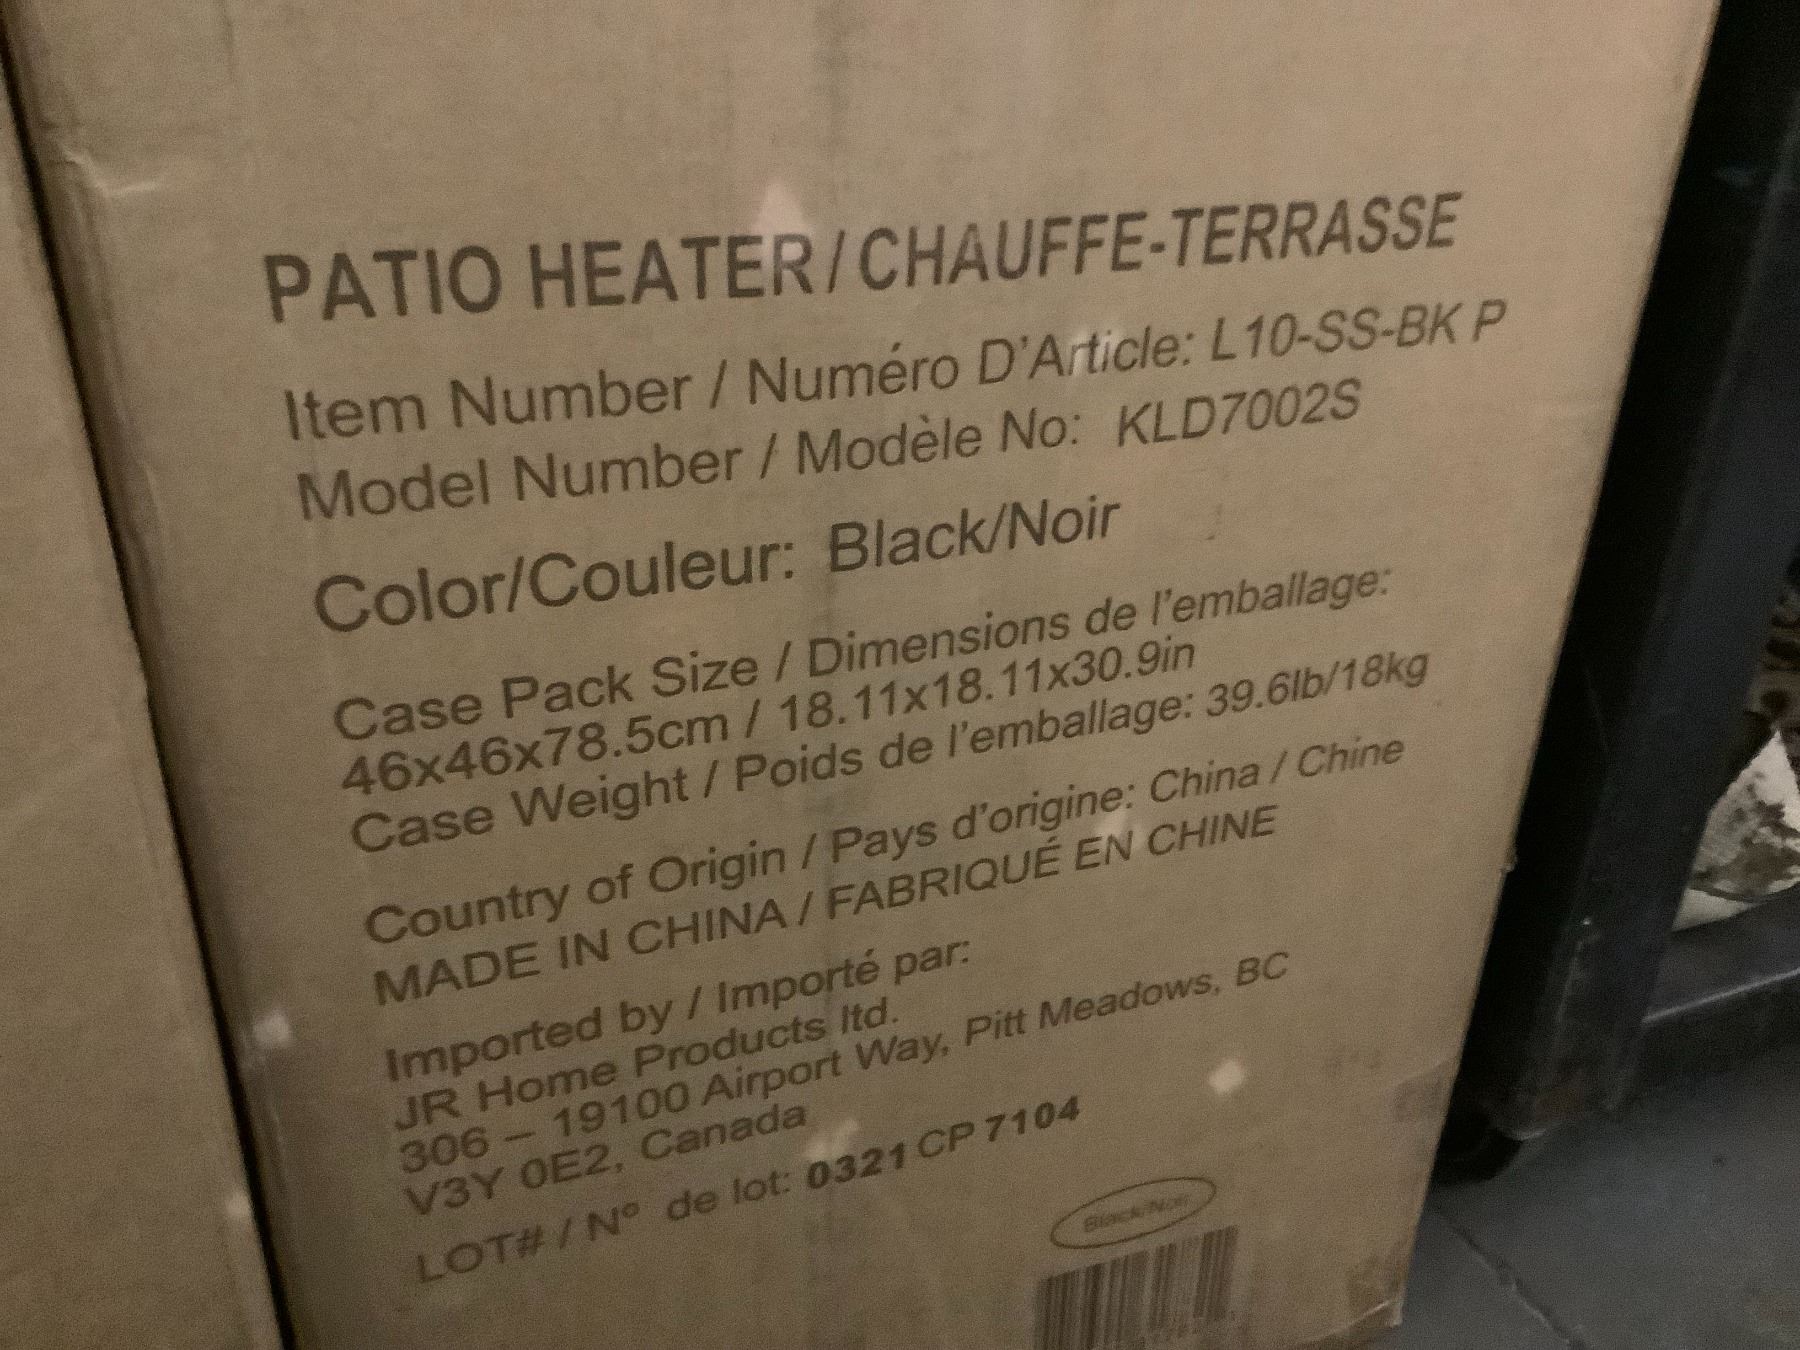 PATIO HEATER/CHAUFFE-TERRASSE
Item Number / Numéro D'Article: L10-SS-BK P
Model Number / Modèle No: KLD7002S
Color/Couleur: Black/Noir
Case Pack Size / Dimensions de l'emballage:
46x46x78.5cm / 18.11x18.11x30.9in
Case Weight / Poids de l'emballage: 39.6lb/18kg
Country of Origin / Pays d'origine: China / Chine
MADE IN CHINA / FABRIQUÉ EN CHINE
Imported by / Importé par:
JR Home Products ltd.
306 – 19100 Airport Way, Pitt Meadows, BC
V3Y 0E2, Canada
LOT# / N° de lot: 0321 CP 7104
Black/Noir